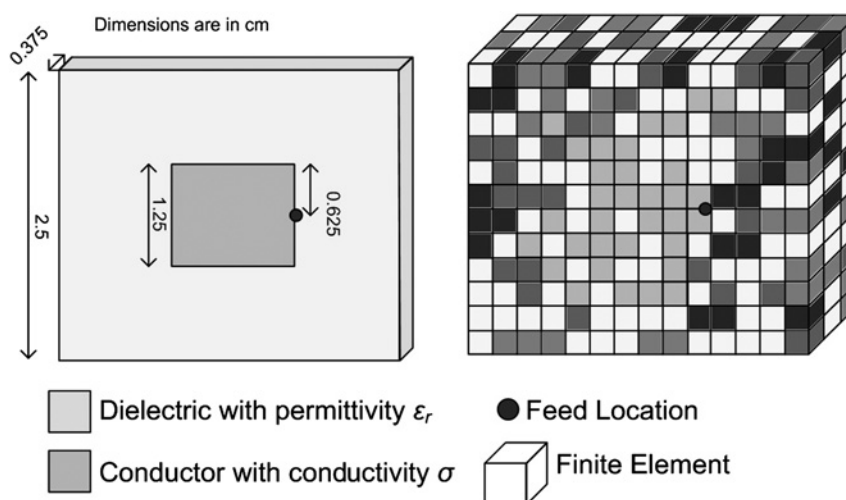 Dimensions are in cm
0.375
2.5
1.25
0.625
Dielectric with permittivity εr
Feed Location
Conductor with conductivity σ
Finite Element